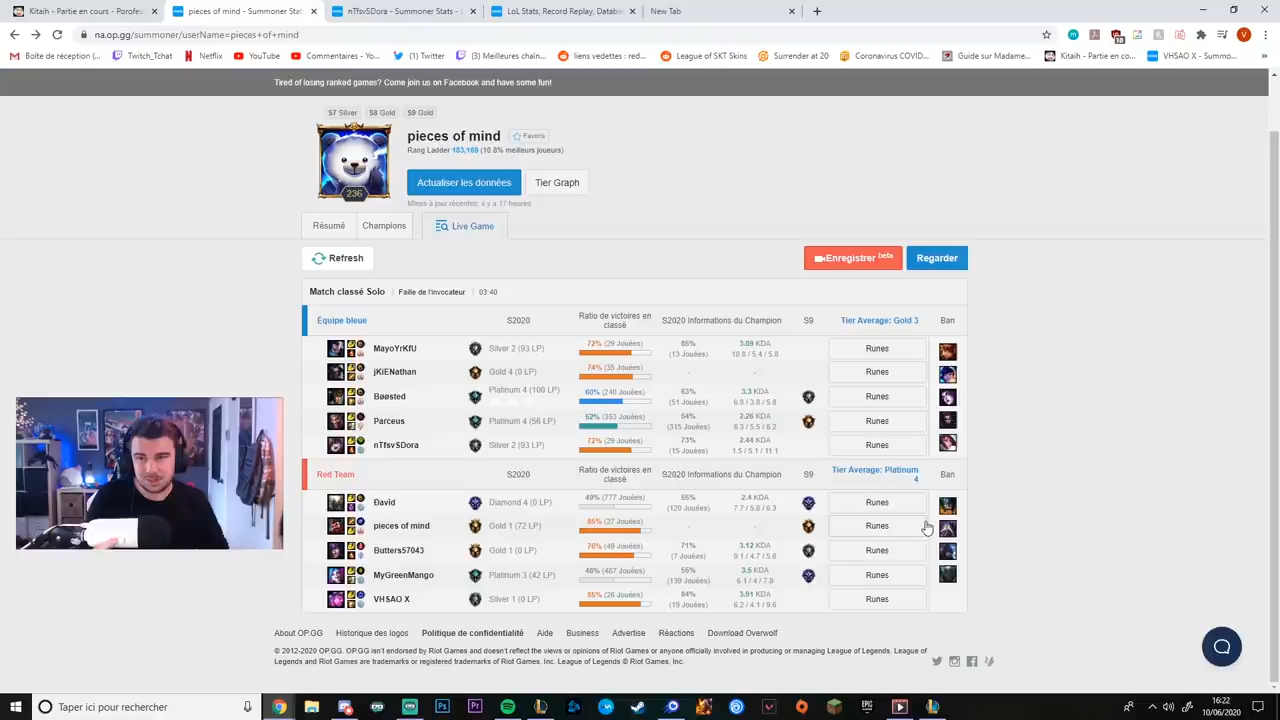 Kitaih - Partie en co - Porofes...
pieces of mind - Summoner Stats
nTfsvSDora - Summoner Stats - L
LoL Stats, Record Replay, Databa
New Tab
na.op.gg/summoner/userName=pieces+of+mind
Boîte de réception (...
Twitch_Tchat
Netflix
YouTube
Commentaires - You...
(1) Twitter
(3) Meilleures chaîn...
liens vedettes : red...
League of SKT Skins
Surrender at 20
Coronavirus COVID...
Guide sur Madame...
Kitaih - Partie en co...
VHSAO X - Summo...
Tired of losing ranked games? Come join us on Facebook and have some fun!
S7 Silver S8 Gold S9 Gold
pieces of mind
Favoris
Rang Ladder 183,169 (10.8% meilleurs joueurs)
236
Actualiser les données
Tier Graph
Mises à jour récentes: il y a 17 heures
Résumé
Champions
Live Game
Refresh
Enregistrer beta
Regarder
Match classé Solo Faille de l'invocateur 03:40
Équipe bleue S2020 Ratio de victoires en classé S2020 Informations du Champion S9 Tier Average: Gold 3 Ban
MayoYrKfU Silver 2 (93 LP) 72% (29 Jouées) 85% (13 Jouées) 3.09 KDA 10.8 / 5.4 / 5.8 Runes
jKiENathan Gold 4 (0 LP) 74% (35 Jouées) - - Runes
Bøøsted Platinum 4 (100 LP) 60% (240 Jouées) 63% (51 Jouées) 3.3 KDA 6.8 / 3.8 / 5.8 Runes
Parceus Platinum 4 (56 LP) 52% (353 Jouées) 54% (315 Jouées) 2.26 KDA 6.3 / 5.5 / 6.2 Runes
nTfsvSDora Silver 2 (93 LP) 72% (29 Jouées) 73% (15 Jouées) 2.44 KDA 1.5 / 5.1 / 11.1 Runes
Red Team S2020 Ratio de victoires en classé S2020 Informations du Champion S9 Tier Average: Platinum 4 Ban
Ðavìd Diamond 4 (0 LP) 49% (777 Jouées) 55% (120 Jouées) 2.4 KDA 7.7 / 5.8 / 6.3 Runes
pieces of mind Gold 1 (72 LP) 85% (27 Jouées) - - Runes
Butters57043 Gold 1 (0 LP) 76% (49 Jouées) 71% (7 Jouées) 3.12 KDA 9.1 / 4.7 / 5.6 Runes
MyGreenMango Platinum 3 (42 LP) 48% (487 Jouées) 55% (139 Jouées) 3.5 KDA 6.1 / 4 / 7.8 Runes
VHSAO X Silver 1 (0 LP) 85% (26 Jouées) 84% (19 Jouées) 3.91 KDA 6.2 / 4.1 / 9.6 Runes
About OP.GG Historique des logos Politique de confidentialité Aide Business Advertise Réactions Download Overwolf
© 2012-2020 OP.GG. OP.GG isn't endorsed by Riot Games and doesn't reflect the views or opinions of Riot Games or anyone officially involved in producing or managing League of Legends. League of
Legends and Riot Games are trademarks or registered trademarks of Riot Games, Inc. League of Legends © Riot Games, Inc.
Taper ici pour rechercher
16:22
10/06/2020